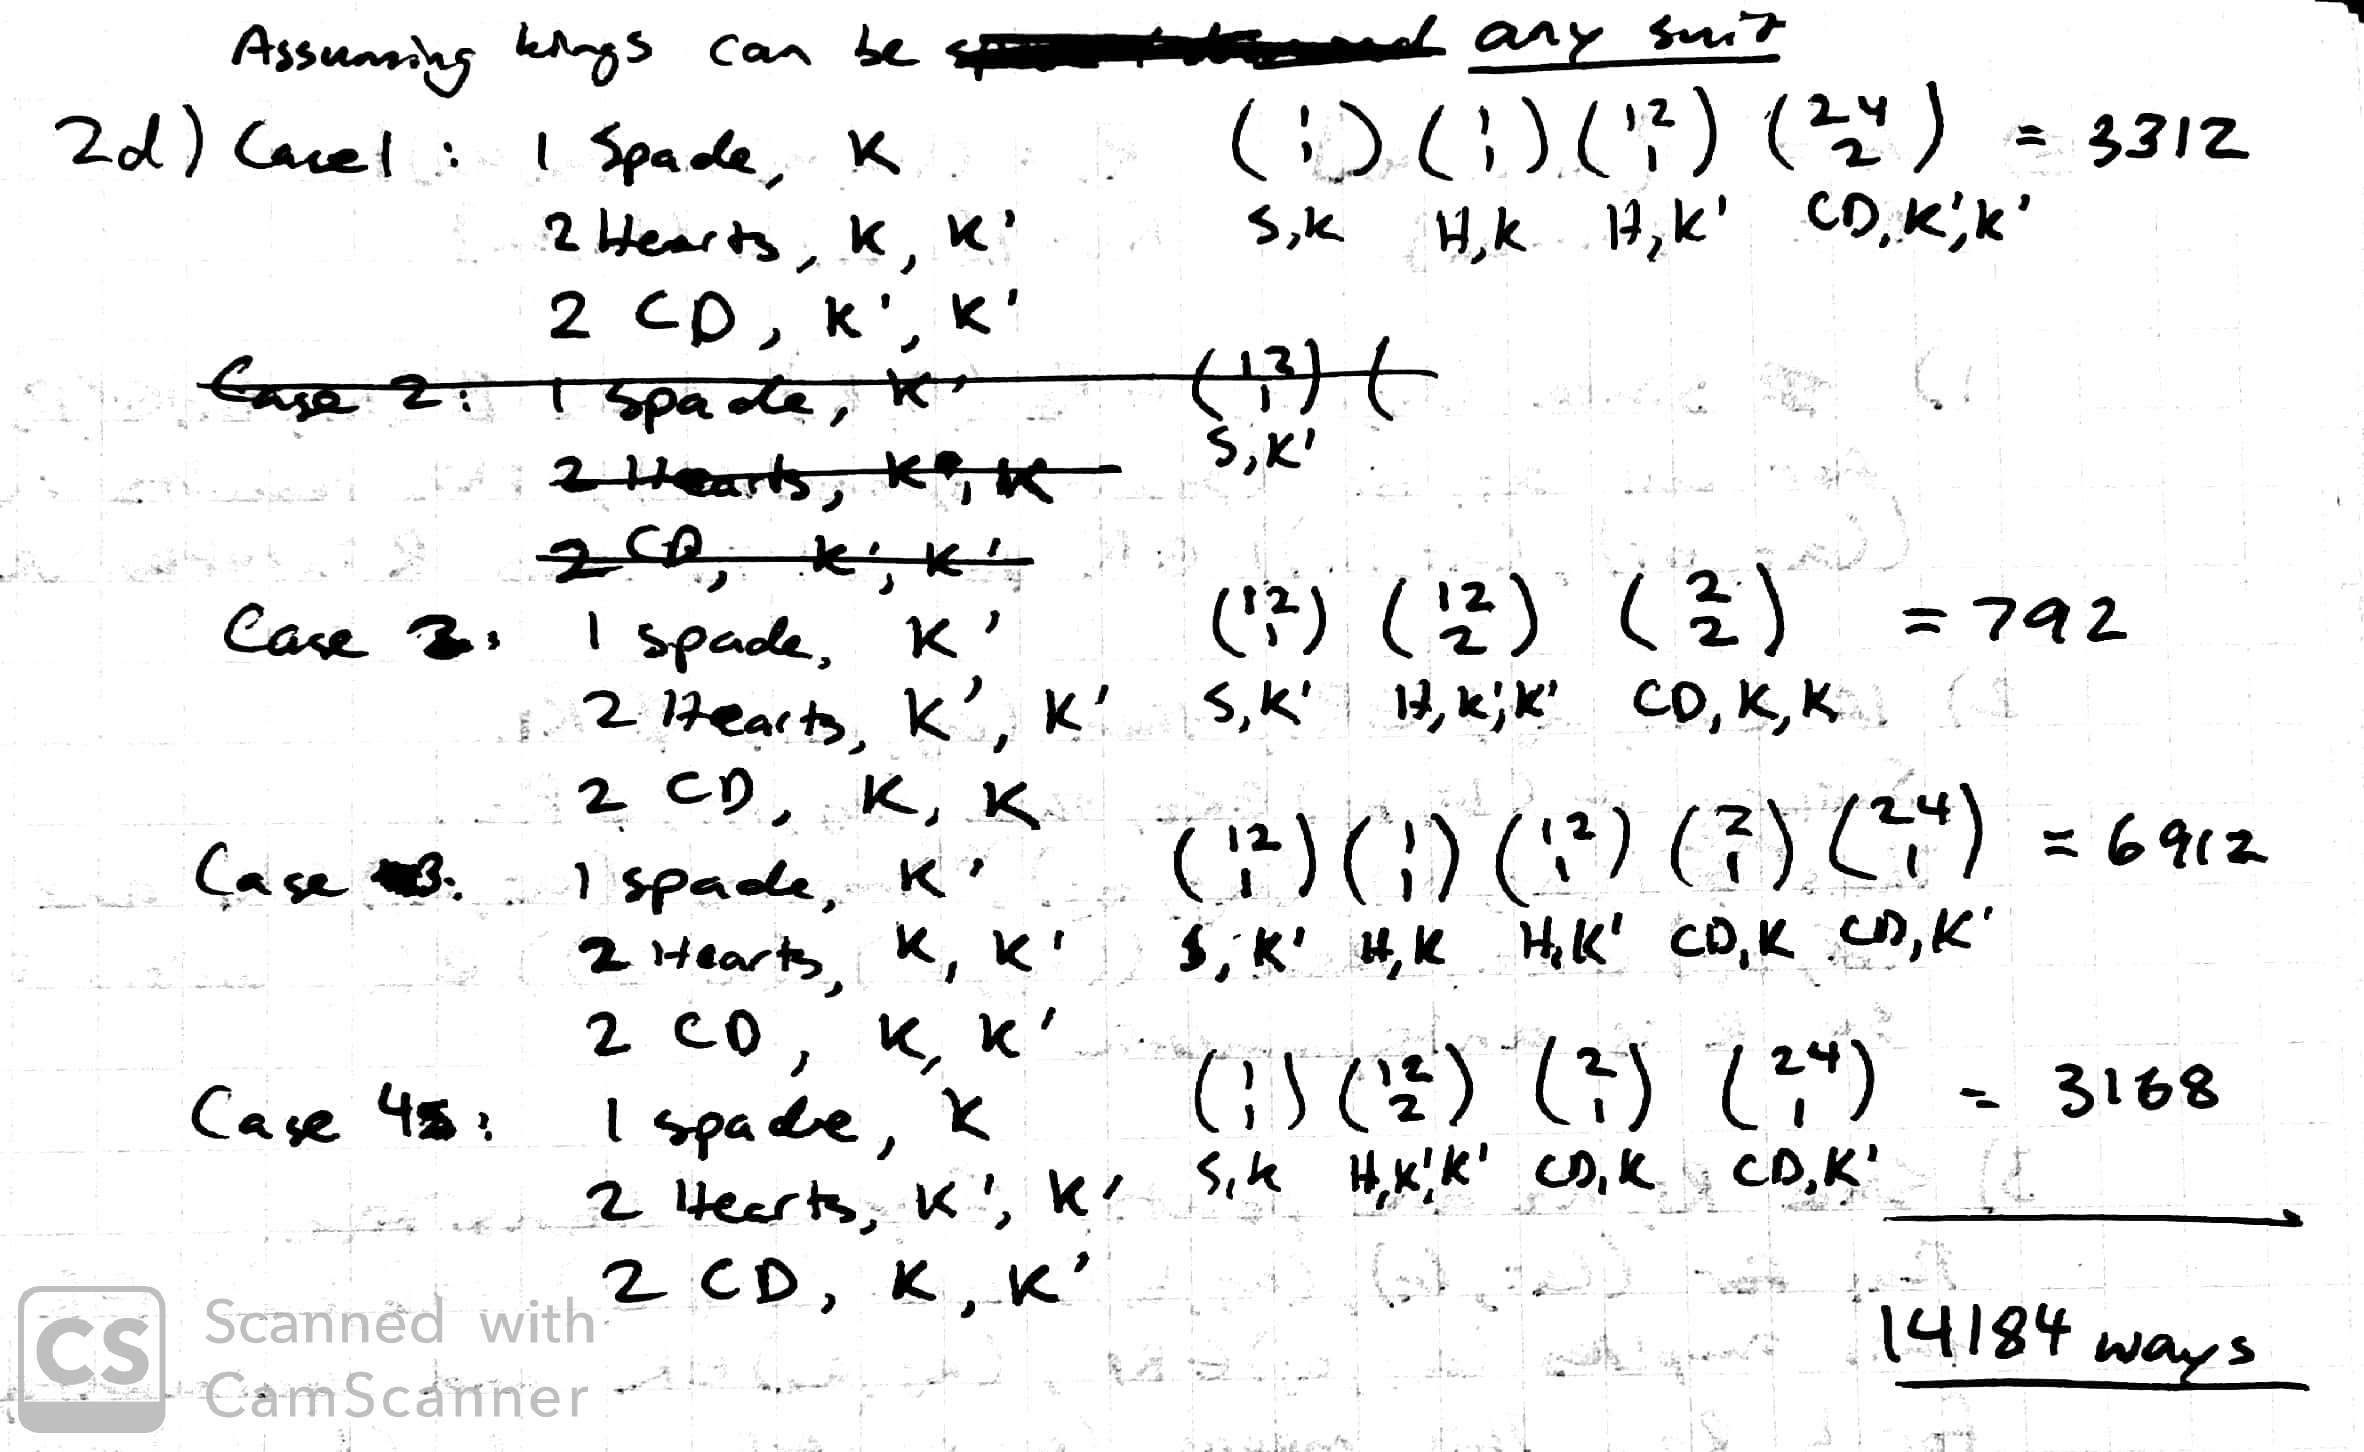 Assuming kings can be any suit
2d) Case 1: 1 Spade, K (1 1) (1 1) (12 1) (24 2) = 3312
2 Hearts, K, K' S,K H,K H,K' CD,K',K'
2 CD, K', K'
Case 2: 1 spade, K' (12 1) (
2 Hearts, K, K S,K'
2 CD, K', K'
Case 2: 1 spade, K' (12 1) (12 2) (2 2) = 792
2 Hearts, K', K' S,K' H,K',K' CD,K,K
2 CD, K, K
Case 3: 1 spade, K' (12 1) (1 1) (12 1) (2 1) (24 1) = 6912
2 Hearts, K, K' S,K' H,K H,K' CD,K CD,K'
2 CD, K, K'
Case 4: 1 spade, K (1 1) (12 2) (2 1) (24 1) = 3168
2 Hearts, K', K' S,K H,K',K' CD,K CD,K'
2 CD, K, K'
14184 ways
CS Scanned with
CamScanner